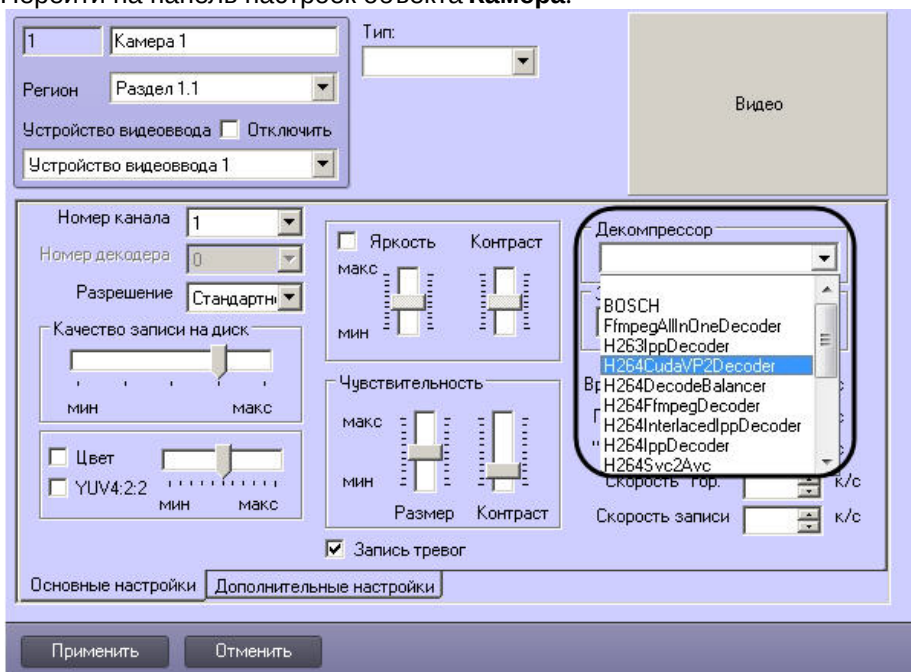 Перейти на панель настроек объекта Камера.
1 Камера 1
Тип:
Регион Раздел 1.1
Устройство видеоввода Отключить
Устройство видеоввода 1
Видео
Номер канала 1
Номер декодера 0
Разрешение Стандартн
Качество записи на диск
мин макс
Цвет
YUV4:2:2
мин макс
Яркость Контраст
макс
мин
Чувствительность
макс
мин
Размер Контраст
Запись тревог
Декомпрессор
BOSCH
FfmpegAllInOneDecoder
H263IppDecoder
H264CudaVP2Decoder
H264DecodeBalancer
H264FfmpegDecoder
H264InterlacedIppDecoder
H264IppDecoder
H264Svc2Avc
Скорость "гор." к/с
Скорость записи к/с
Основные настройки Дополнительные настройки
Применить Отменить